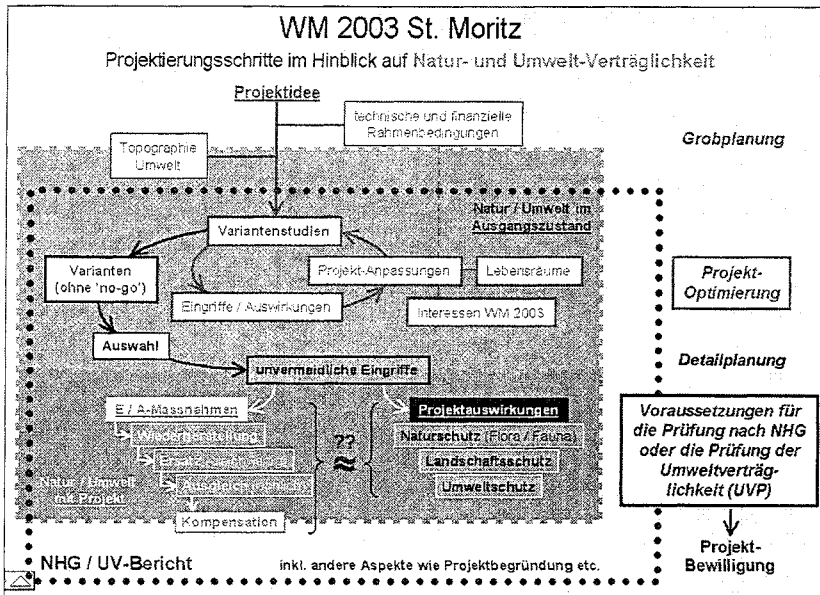 WM 2003 St. Moritz
Projektierungsschritte im Hinblick auf Natur- und Umwelt-Verträglichkeit
Projektidee
technische und finanzielle
Rahmenbedingungen
Topographie
Umwelt
Grobplanung
Natur / Umwelt im
Ausgangszustand
Variantenstudien
Varianten
(ohne 'no-go')
Projekt-Anpassungen
Lebensräume
Eingriffe / Auswirkungen
Interessen WM 2003
Projekt-
Optimierung
Auswahl
unvermeidliche Eingriffe
Detailplanung
E / A-Massnahmen
Wiederherstellung
Natur / Umwelt
mit Projekt
Kompensation
??
≈
Projektauswirkungen
Naturschutz (Flora / Fauna)
Landschaftsschutz
Umweltschutz
Voraussetzungen für
die Prüfung nach NHG
oder die Prüfung der
Umweltverträg-
lichkeit (UVP)
Projekt-
Bewilligung
NHG / UV-Bericht
inkl. andere Aspekte wie Projektbegründung etc.